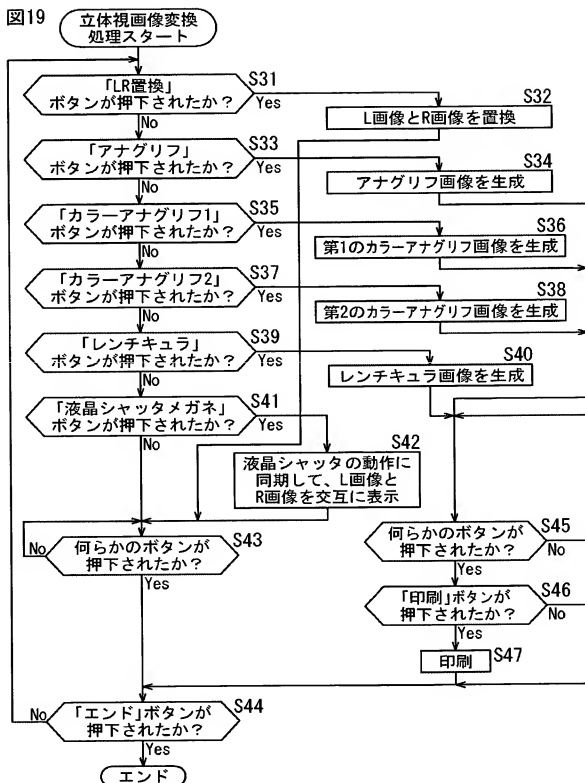 図19
立体視画像変換
処理スタート
「LR置換」
ボタンが押下されたか？
S31
Yes
No
S32
L画像とR画像を置換
「アナグリフ」
ボタンが押下されたか？
S33
Yes
No
S34
アナグリフ画像を生成
「カラーアナグリフ1」
ボタンが押下されたか？
S35
Yes
No
S36
第1のカラーアナグリフ画像を生成
「カラーアナグリフ2」
ボタンが押下されたか？
S37
Yes
No
S38
第2のカラーアナグリフ画像を生成
「レンチキュラ」
ボタンが押下されたか？
S39
Yes
No
S40
レンチキュラ画像を生成
「液晶シャッタメガネ」
ボタンが押下されたか？
S41
Yes
No
S42
液晶シャッタの動作に
同期して、L画像と
R画像を交互に表示
何らかのボタンが
押下されたか？
S43
No
Yes
何らかのボタンが
押下されたか？
S45
No
Yes
「印刷」ボタンが
押下されたか？
S46
No
Yes
印刷
S47
「エンド」ボタンが
押下されたか？
S44
No
Yes
エンド